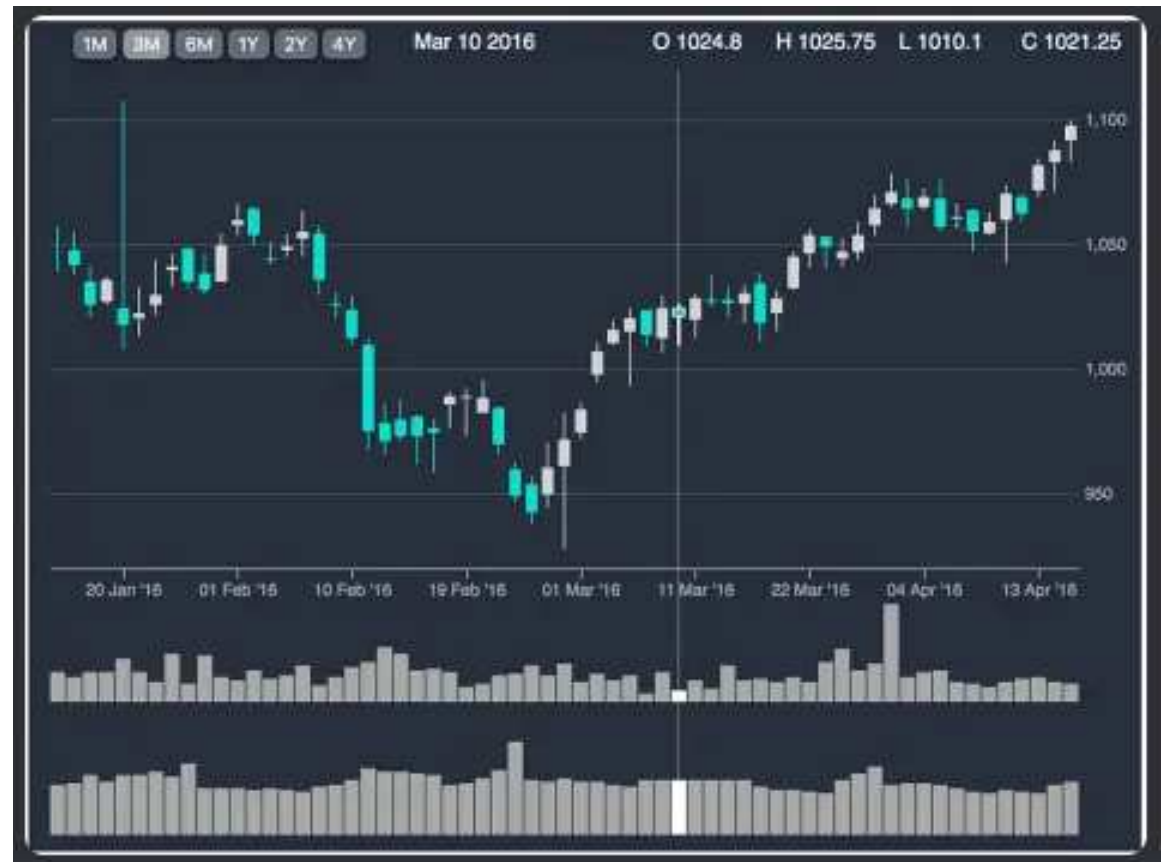 1M 3M 6M 1Y 2Y 4Y Mar 10 2016 O 1024.8 H 1025.75 L 1010.1 C 1021.25
1,100
1,050
1,000
950
20 Jan '16 01 Feb '16 10 Feb '16 19 Feb '16 01 Mar '16 11 Mar '16 22 Mar '16 04 Apr '16 13 Apr '16